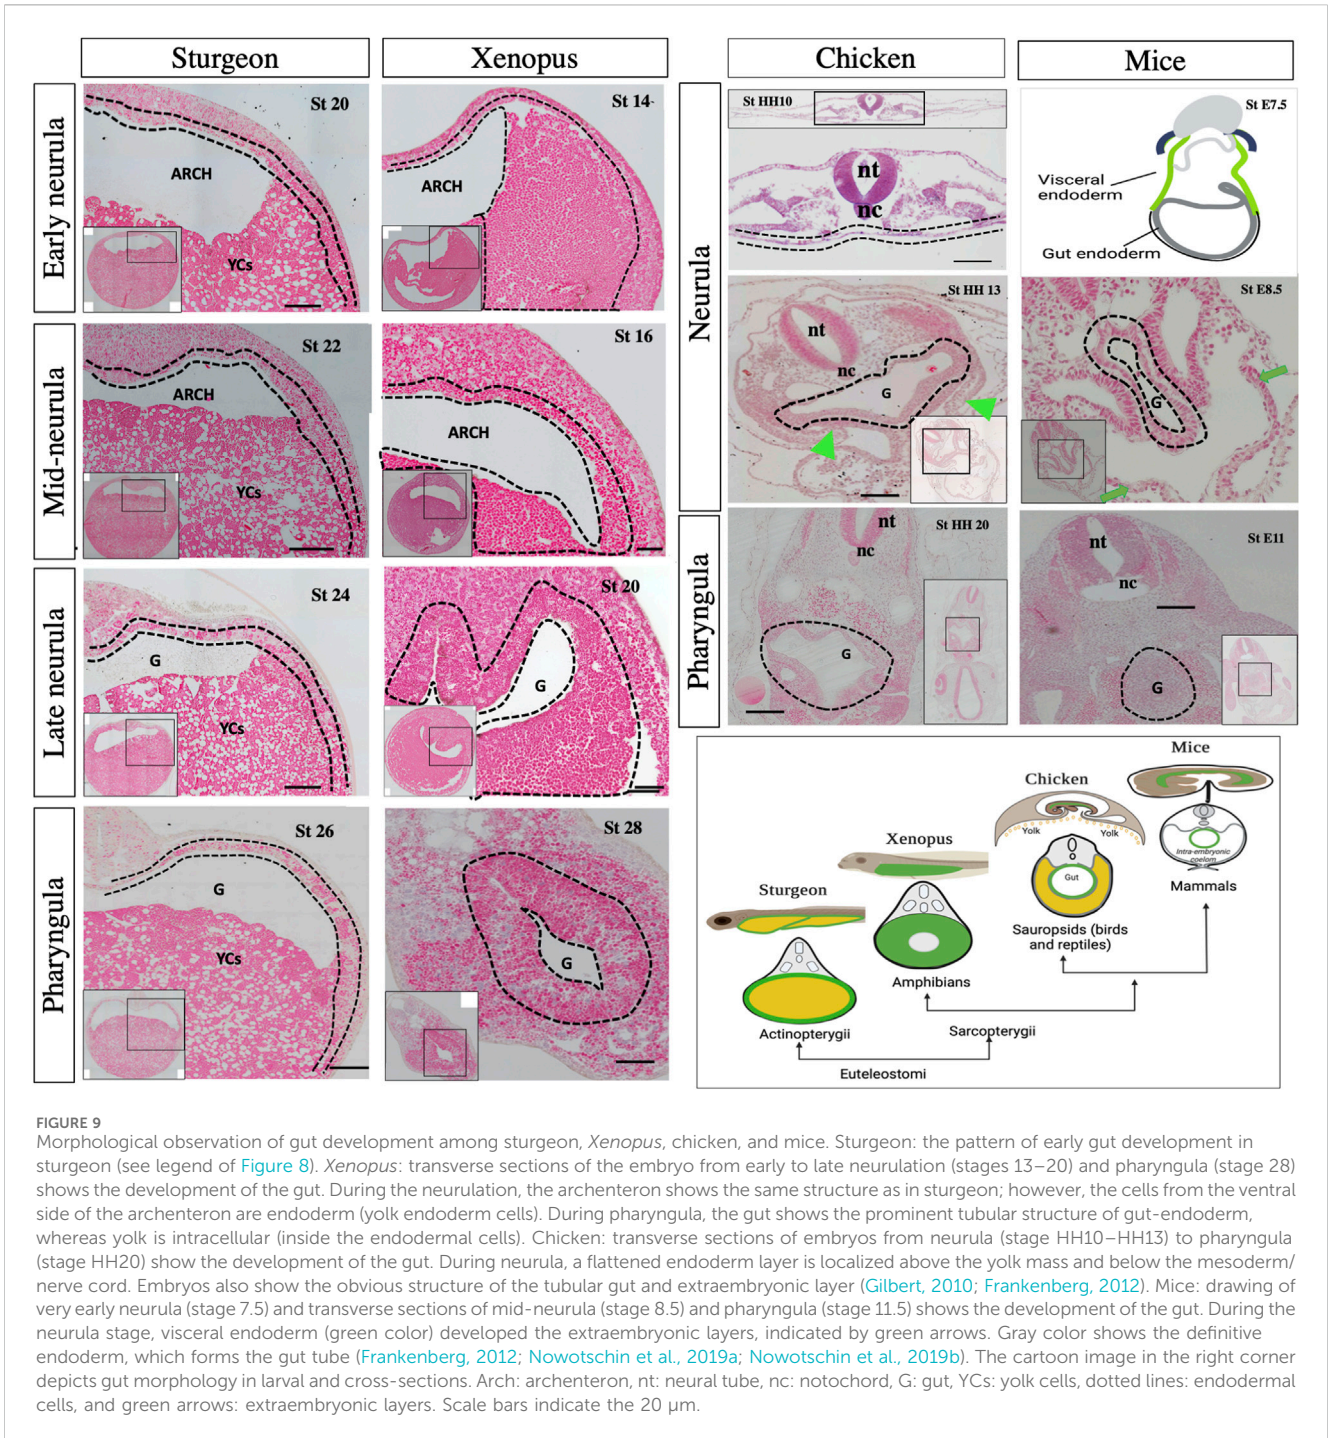 Sturgeon
Xenopus
Early neurula
St 20
ARCH
YCs
St 14
ARCH
Mid-neurula
St 22
ARCH
YCs
St 16
ARCH
Late neurula
St 24
G
YCs
St 20
G
Pharyngula
St 26
G
YCs
St 28
G
Chicken
Mice
Neurula
St HH10
nt
nc
St E7.5
Visceral
endoderm
Gut endoderm
St HH 13
nt
nc
G
St E8.5
G
Pharyngula
St HH 20
nt
nc
G
St E11
nt
nc
G
Mice
Chicken
Yolk
Yolk
Xenopus
Intra-embryonic
coelom
Gut
Mammals
Sturgeon
Sauropsids (birds
and reptiles)
Amphibians
Actinopterygii
Sarcopterygii
Euteleostomi
FIGURE 9
Morphological observation of gut development among sturgeon, Xenopus, chicken, and mice. Sturgeon: the pattern of early gut development in
sturgeon (see legend of Figure 8). Xenopus: transverse sections of the embryo from early to late neurulation (stages 13–20) and pharyngula (stage 28)
shows the development of the gut. During the neurulation, the archenteron shows the same structure as in sturgeon; however, the cells from the ventral
side of the archenteron are endoderm (yolk endoderm cells). During pharyngula, the gut shows the prominent tubular structure of gut-endoderm,
whereas yolk is intracellular (inside the endodermal cells). Chicken: transverse sections of embryos from neurula (stage HH10–HH13) to pharyngula
(stage HH20) show the development of the gut. During neurula, a flattened endoderm layer is localized above the yolk mass and below the mesoderm/
nerve cord. Embryos also show the obvious structure of the tubular gut and extraembryonic layer (Gilbert, 2010; Frankenberg, 2012). Mice: drawing of
very early neurula (stage 7.5) and transverse sections of mid-neurula (stage 8.5) and pharyngula (stage 11.5) shows the development of the gut. During the
neurula stage, visceral endoderm (green color) developed the extraembryonic layers, indicated by green arrows. Gray color shows the definitive
endoderm, which forms the gut tube (Frankenberg, 2012; Nowotschin et al., 2019a; Nowotschin et al., 2019b). The cartoon image in the right corner
depicts gut morphology in larval and cross-sections. Arch: archenteron, nt: neural tube, nc: notochord, G: gut, YCs: yolk cells, dotted lines: endodermal
cells, and green arrows: extraembryonic layers. Scale bars indicate the 20 µm.